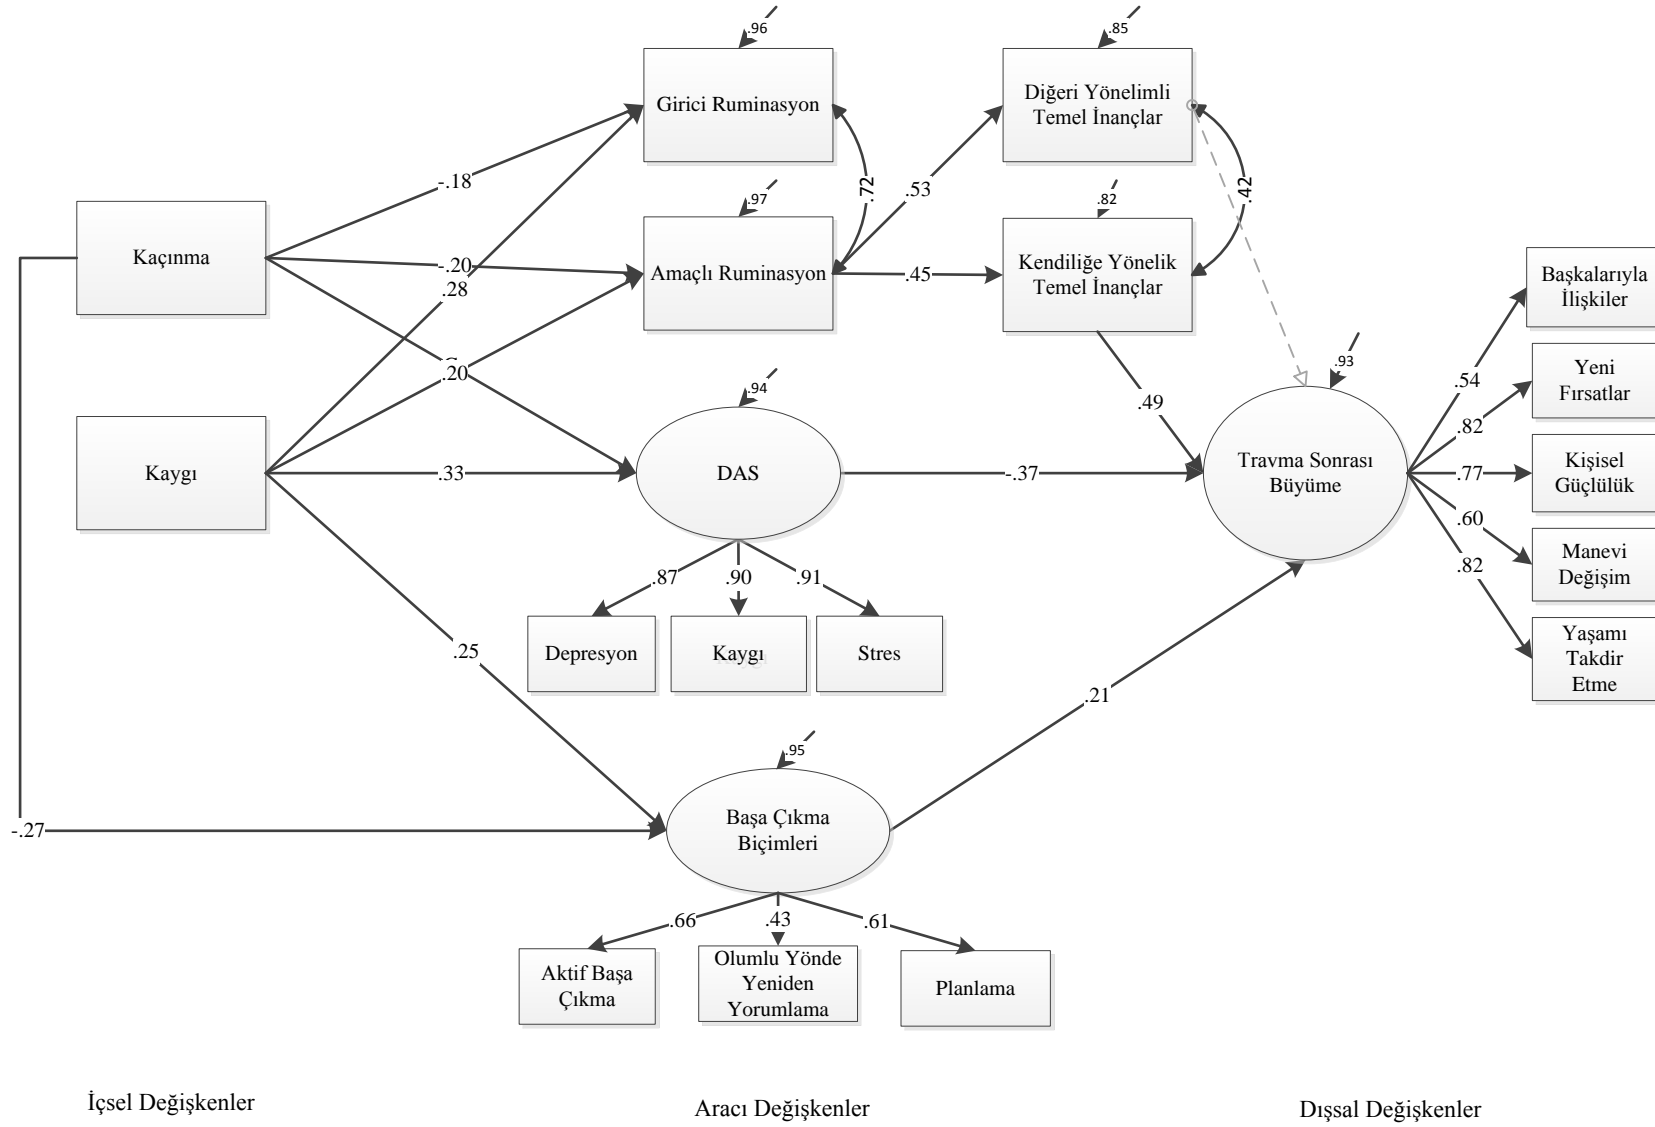 .96
.85
Girici Ruminasyon
Diğeri Yönelimli
Temel İnançlar
-.18
.72
.53
.42
.97
.82
Kaçınma
-.20
.28
Amaçlı Ruminasyon
.45
Kendiliğe Yönelik
Temel İnançlar
Başkalarıyla
İlişkiler
.20
.94
.49
.93
.54
Yeni
Fırsatlar
.82
Kaygı
.33
DAS
-.37
Travma Sonrası
Büyüme
.77
Kişisel
Güçlülük
.60
Manevi
Değişim
.82
.87
.90
.91
Depresyon
Kaygı
Stres
Yaşamı
Takdir
Etme
.25
.21
.95
-.27
Başa Çıkma
Biçimleri
.66
.43
.61
Aktif Başa
Çıkma
Olumlu Yönde
Yeniden
Yorumlama
Planlama
İçsel Değişkenler
Aracı Değişkenler
Dışsal Değişkenler